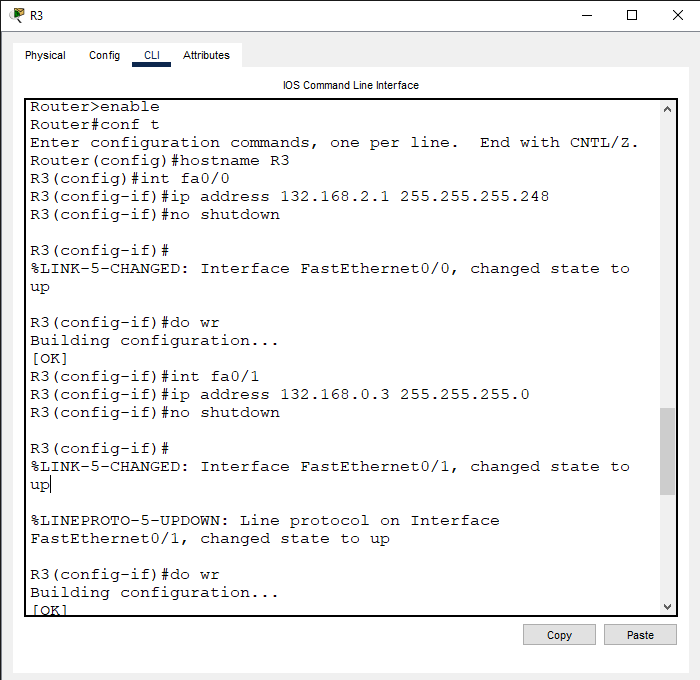 R3
Physical Config CLI Attributes
IOS Command Line Interface
Router>enable
Router#conf t
Enter configuration commands, one per line.  End with CNTL/Z.
Router(config)#hostname R3
R3(config)#int fa0/0
R3(config-if)#ip address 132.168.2.1 255.255.255.248
R3(config-if)#no shutdown
R3(config-if)#
%LINK-5-CHANGED: Interface FastEthernet0/0, changed state to
up
R3(config-if)#do wr
Building configuration...
[OK]
R3(config-if)#int fa0/1
R3(config-if)#ip address 132.168.0.3 255.255.255.0
R3(config-if)#no shutdown
R3(config-if)#
%LINK-5-CHANGED: Interface FastEthernet0/1, changed state to
up
%LINEPROTO-5-UPDOWN: Line protocol on Interface
FastEthernet0/1, changed state to up
R3(config-if)#do wr
Building configuration...
[OK]
Copy Paste